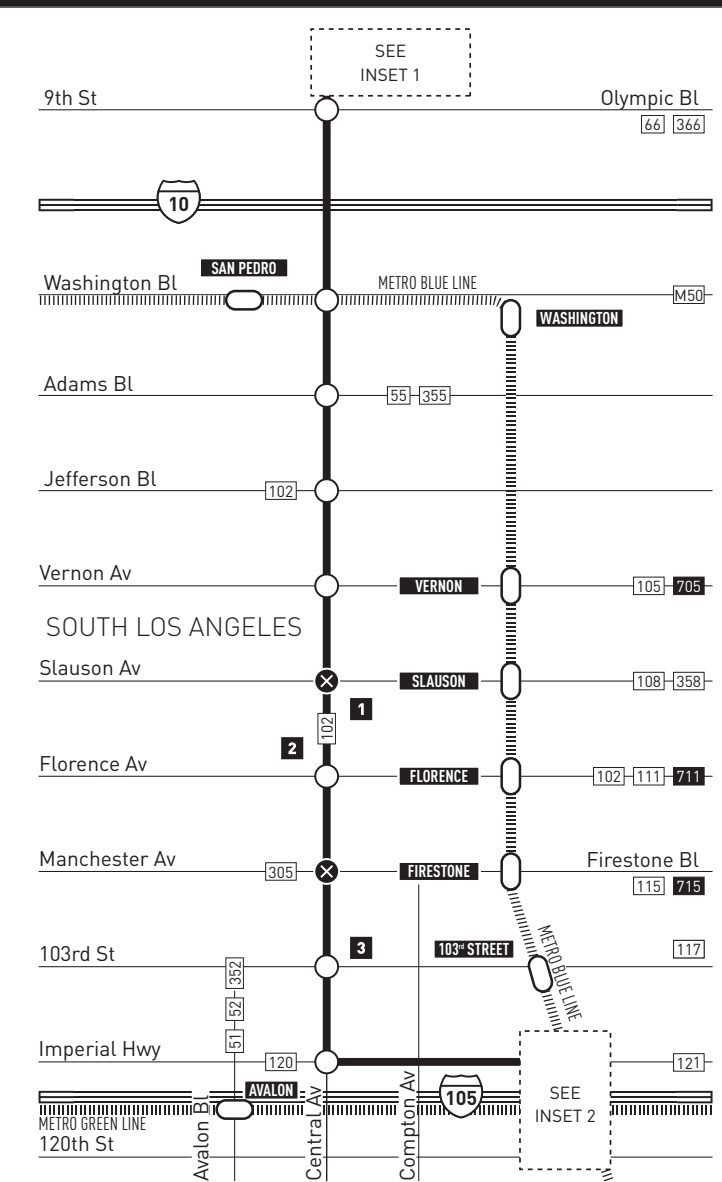 SEE
INSET 1
9th St
Olympic Bl
66 366
10
SAN PEDRO
Washington Bl
METRO BLUE LINE
M50
WASHINGTON
Adams Bl
55 355
Jefferson Bl
102
Vernon Av
VERNON
105 705
SOUTH LOS ANGELES
Slauson Av
SLAUSON
108 358
1
102
2
Florence Av
FLORENCE
102 111 711
Manchester Av
305
FIRESTONE
Firestone Bl
115 715
103rd St
3
103rd STREET
METRO BLUE LINE
117
352
52
51
Imperial Hwy
120
121
AVALON
105
SEE
INSET 2
METRO GREEN LINE
120th St
Avalon Bl
Central Av
Compton Av